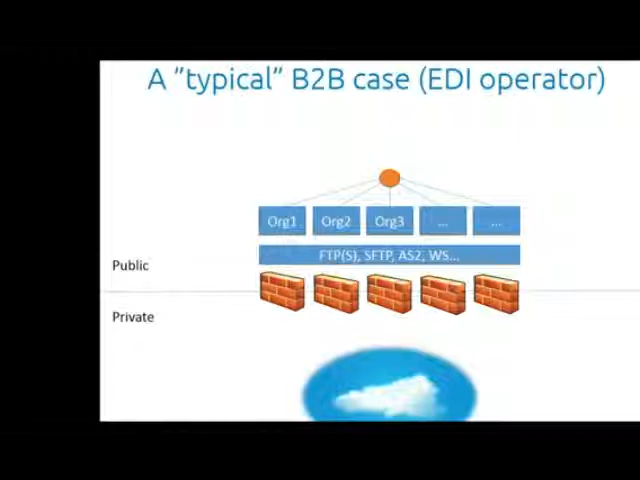 A "typical" B2B case (EDI operator)
Org1 Org2 Org3 ... ...
FTP(S), SFTP, AS2, WS...
Public
Private